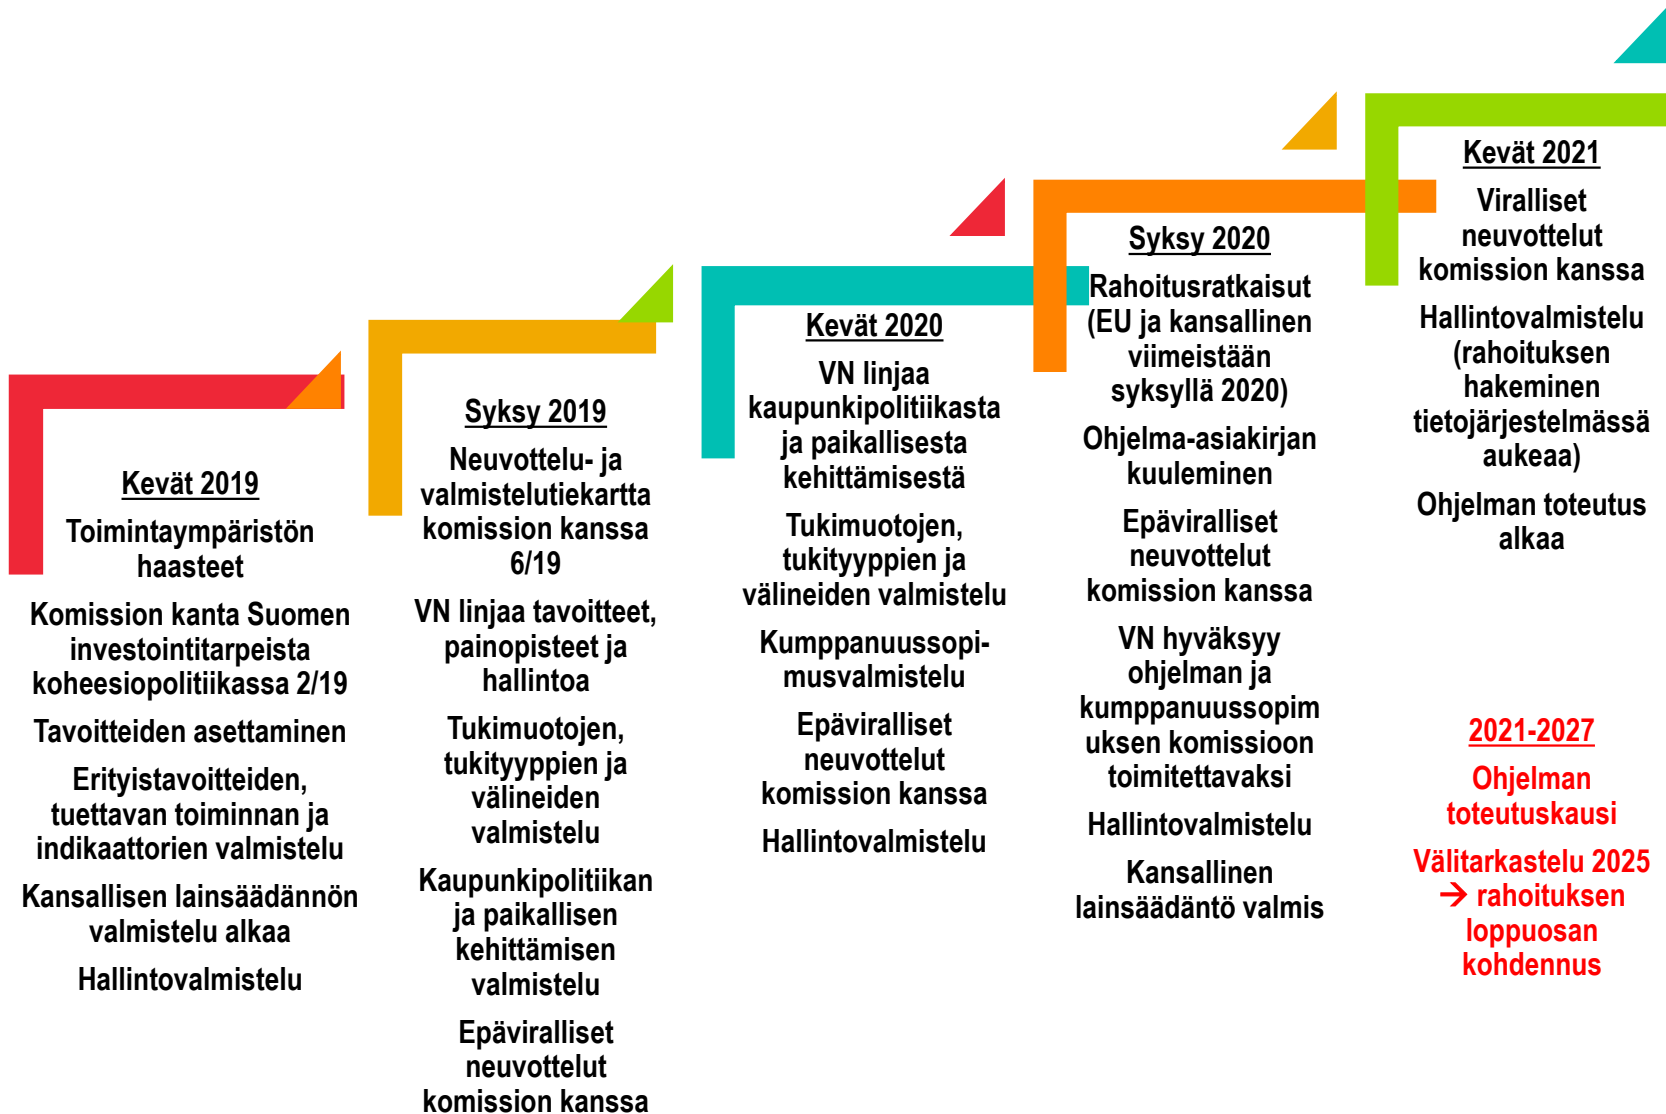 Kevät 2019
Toimintaympäristön
haasteet
Komission kanta Suomen
investointitarpeista
koheesiopolitiikassa 2/19
Tavoitteiden asettaminen
Erityistavoitteiden,
tuettavan toiminnan ja
indikaattorien valmistelu
Kansallisen lainsäädännön
valmistelu alkaa
Hallintovalmistelu
Syksy 2019
Neuvottelu- ja
valmistelutiekartta
komission kanssa
6/19
VN linjaa tavoitteet,
painopisteet ja
hallintoa
Tukimuotojen,
tukityyppien ja
välineiden
valmistelu
Kaupunkipolitiikan
ja paikallisen
kehittämisen
valmistelu
Epäviralliset
neuvottelut
komission kanssa
Kevät 2020
VN linjaa
kaupunkipolitiikasta
ja paikallisesta
kehittämisestä
Tukimuotojen,
tukityyppien ja
välineiden valmistelu
Kumppanuussopi-
musvalmistelu
Epäviralliset
neuvottelut
komission kanssa
Hallintovalmistelu
Syksy 2020
Rahoitusratkaisut
(EU ja kansallinen
viimeistään
syksyllä 2020)
Ohjelma-asiakirjan
kuuleminen
Epäviralliset
neuvottelut
komission kanssa
VN hyväksyy
ohjelman ja
kumppanuussopim
uksen komissioon
toimitettavaksi
Hallintovalmistelu
Kansallinen
lainsäädäntö valmis
Kevät 2021
Viralliset
neuvottelut
komission kanssa
Hallintovalmistelu
(rahoituksen
hakeminen
tietojärjestelmässä
aukeaa)
Ohjelman toteutus
alkaa
2021-2027
Ohjelman
toteutuskausi
Välitarkastelu 2025
→ rahoituksen
loppuosan
kohdennus